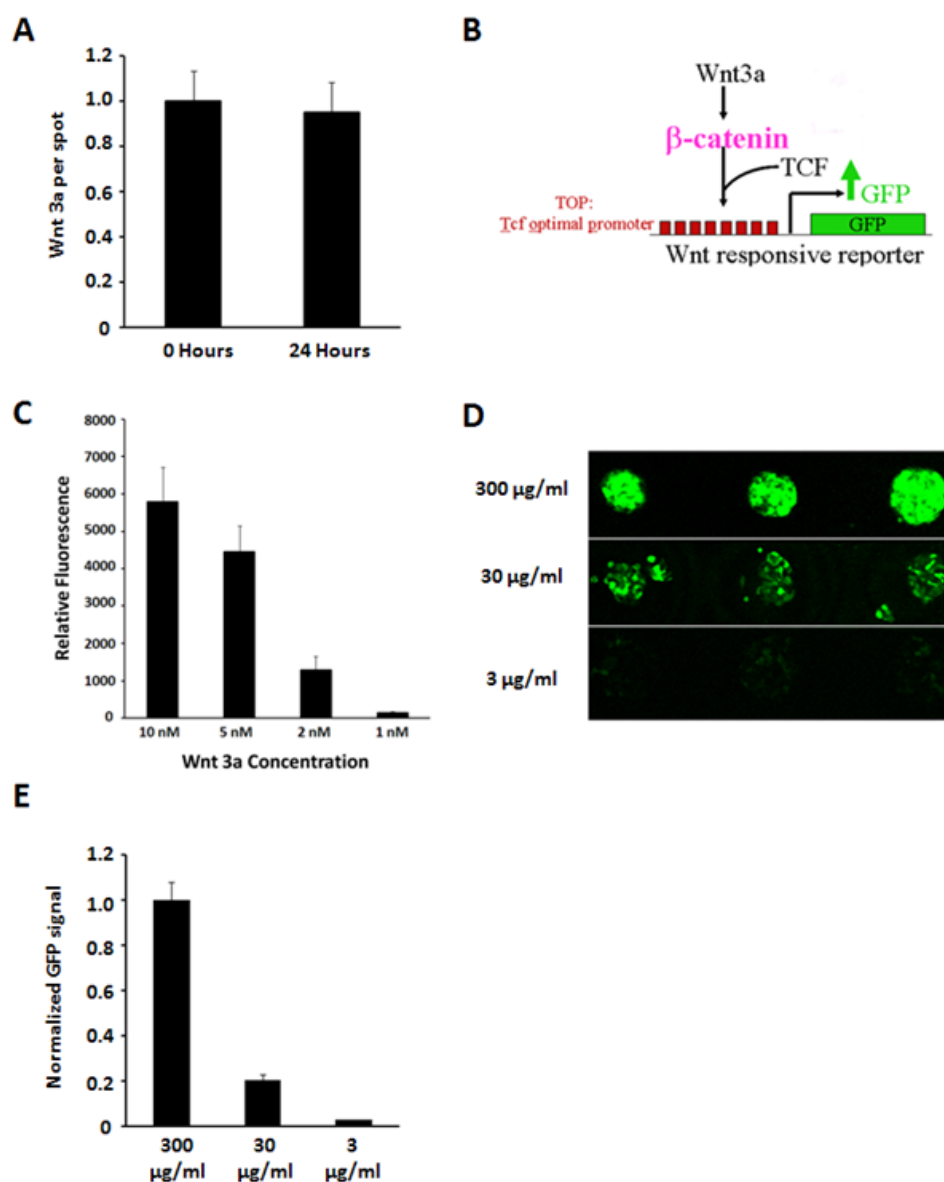 A
1.2
1.0
0.8
0.6
0.4
0.2
0
Wnt 3a per spot
0 Hours
24 Hours
B
Wnt3a
β-catenin
TCF
GFP
TOP:
Tcf optimal promoter
GFP
Wnt responsive reporter
C
8000
7000
6000
5000
4000
3000
2000
1000
0
Relative Fluorescence
10 nM
5 nM
2 nM
1 nM
Wnt 3a Concentration
D
300 µg/ml
30 µg/ml
3 µg/ml
E
1.2
1.0
0.8
0.6
0.4
0.2
0
Normalized GFP signal
300
µg/ml
30
µg/ml
3
µg/ml